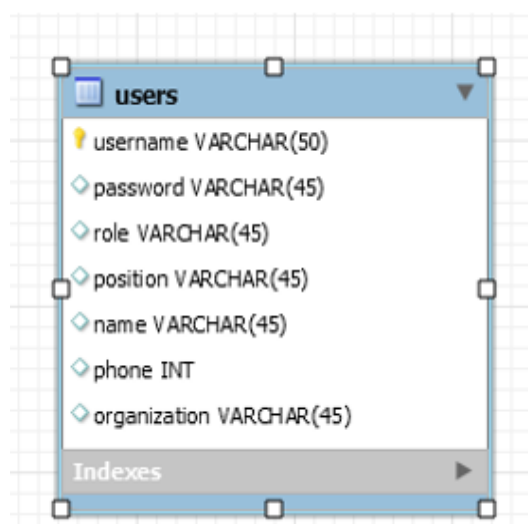 users
username VARCHAR(50)
password VARCHAR(45)
role VARCHAR(45)
position VARCHAR(45)
name VARCHAR(45)
phone INT
organization VARCHAR(45)
Indexes